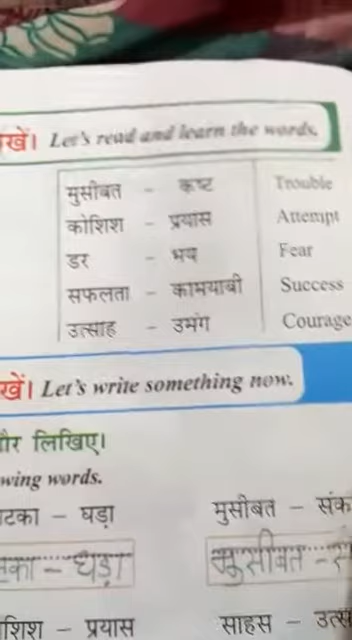 खें। Let's read and learn the words.
मुसीबत - कष्ट Trouble
कोशिश - प्रयास Attempt
डर - भय Fear
सफलता - कामयाबी Success
उत्साह - उमंग Courage
खें। Let's write something now.
और लिखिए।
wing words.
टका - घड़ा मुसीबत - संक
टका - घड़ा मुसीबत -
शिश - प्रयास साहस - उत्स